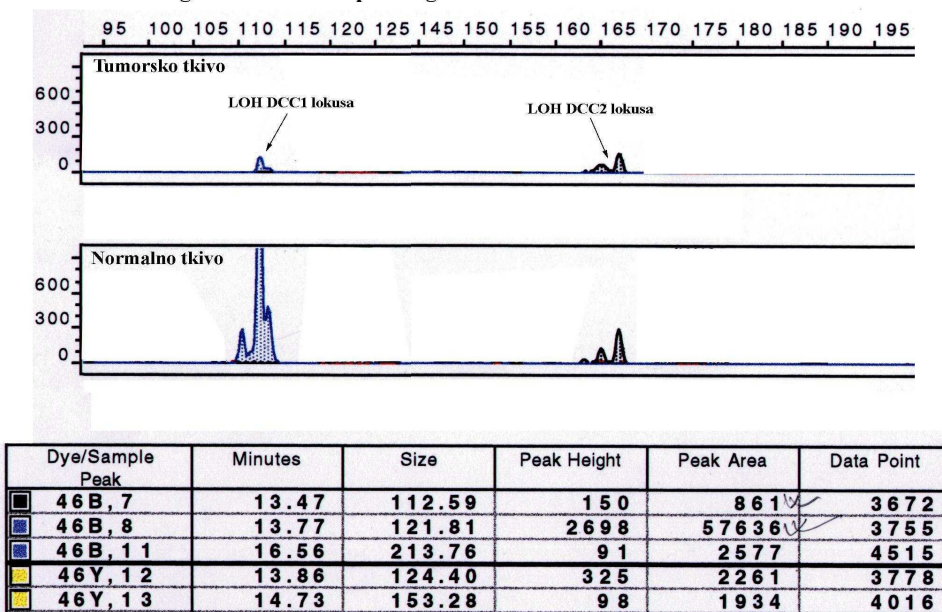 95 100 105 110 115 120 125 145 150 155 160 165 170 175 180 185 190 195
Tumorsko tkivo
600
300
0
LOH DCC1 lokusa
LOH DCC2 lokusa
Normalno tkivo
600
300
0
Dye/Sample Peak Minutes Size Peak Height Peak Area Data Point
46B,7 13.47 112.59 150 861 3672
46B,8 13.77 121.81 2698 57636 3755
46B,11 16.56 213.76 91 2577 4515
46Y,12 13.86 124.40 325 2261 3778
46Y,13 14.73 153.28 98 1934 4016